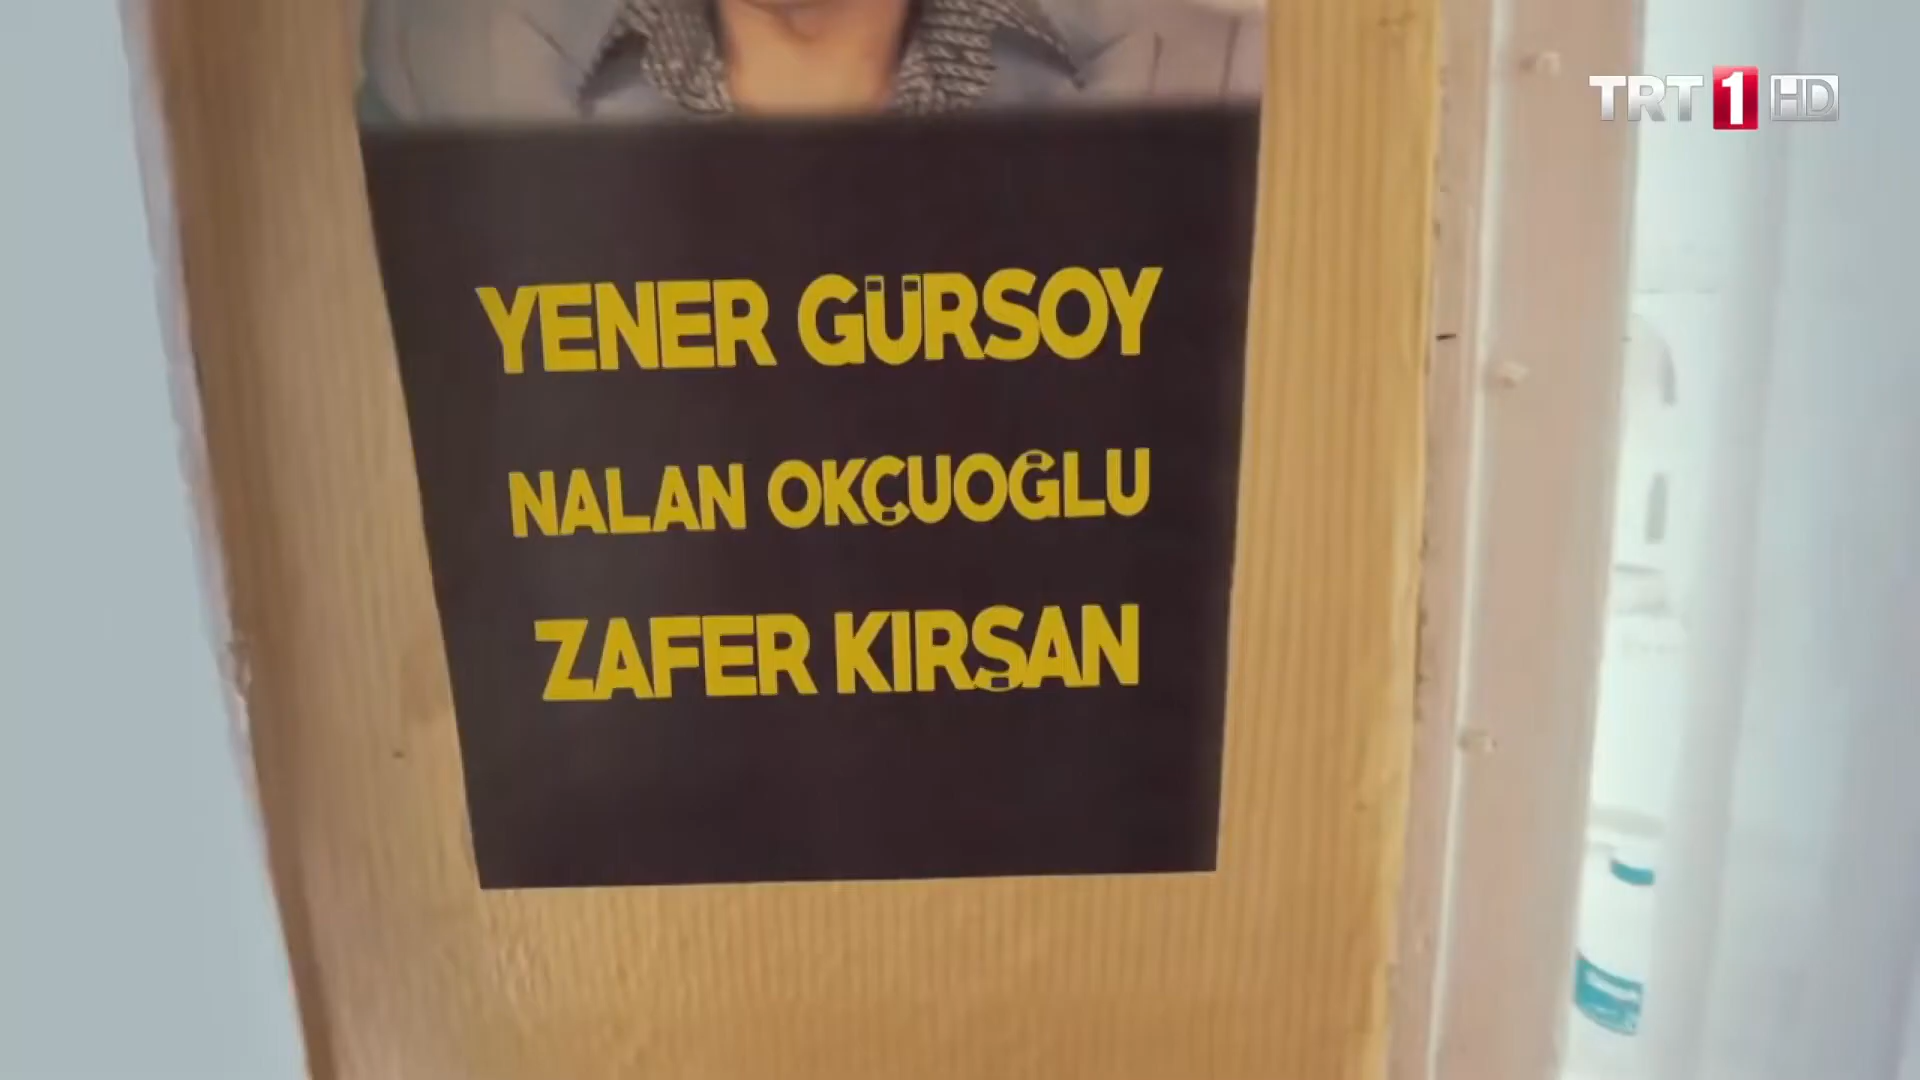 TRT 1 HD
YENER GÜRSOY
NALAN OKÇUOĞLU
ZAFER KIRŞAN